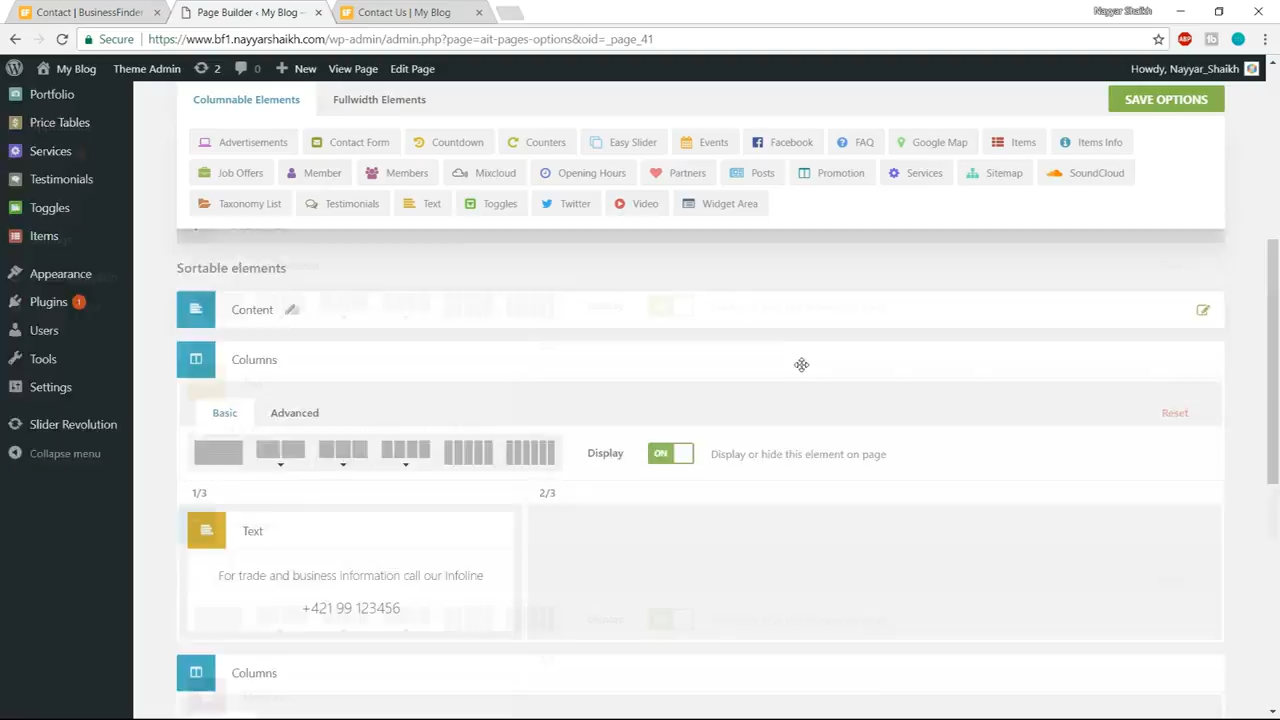 Contact | BusinessFinder
Page Builder ‹ My Blog —
Contact Us | My Blog
Nayyar Shaikh
Secure
https://www.bf1.nayyarshaikh.com/wp-admin/admin.php?page=ait-pages-options&oid=_page_41
My Blog
Theme Admin
2
0
New
View Page
Edit Page
Howdy, Nayyar_Shaikh
Portfolio
Price Tables
Services
Testimonials
Toggles
Items
Appearance
Plugins 1
Users
Tools
Settings
Slider Revolution
Collapse menu
Columnable Elements
Fullwidth Elements
SAVE OPTIONS
Advertisements
Contact Form
Countdown
Counters
Easy Slider
Events
Facebook
FAQ
Google Map
Items
Items Info
Job Offers
Member
Members
Mixcloud
Opening Hours
Partners
Posts
Promotion
Services
Sitemap
SoundCloud
Taxonomy List
Testimonials
Text
Toggles
Twitter
Video
Widget Area
Sortable elements
Content
Columns
Basic
Advanced
Reset
Display
ON
Display or hide this element on page
1/3
2/3
Text
For trade and business information call our infoline
+421 99 123456
Columns